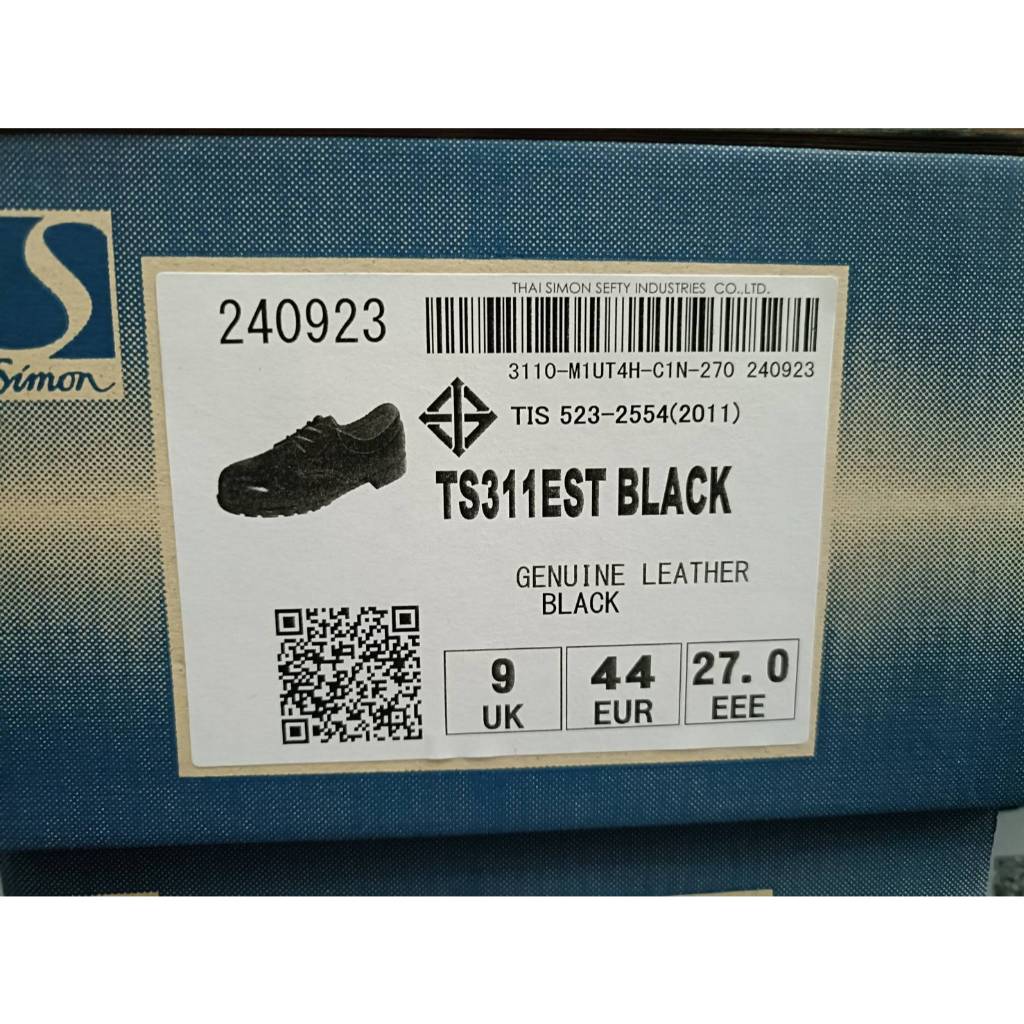 Simon
240923
THAI SIMON SEFTY INDUSTRIES CO.,LTD.
3110-M1UT4H-C1N-270 240923
TIS 523-2554(2011)
TS311EST BLACK
GENUINE LEATHER
BLACK
9
UK
44
EUR
27.0
EEE